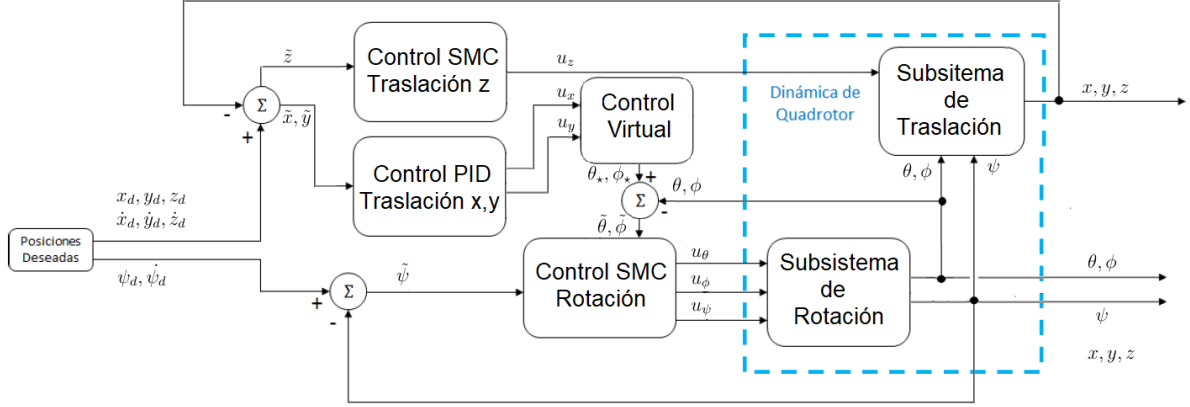 z̃
Control SMC
Traslación z
u_z
Σ
-
+
x̃, ỹ
u_x
u_y
Control
Virtual
Dinámica de
Quadrotor
Subsitema
de
Traslación
x, y, z
Control PID
Traslación x,y
θ⋆, ϕ⋆
+
θ, ϕ
Σ
-
θ, ϕ
ψ
x_d, y_d, z_d
ẋ_d, ẏ_d, ż_d
θ̃, ϕ̃
Posiciones
Deseadas
ψ_d, ψ̇_d
ψ̃
+
Σ
-
Control SMC
Rotación
u_θ
u_ϕ
u_ψ
Subsistema
de
Rotación
θ, ϕ
ψ
x, y, z